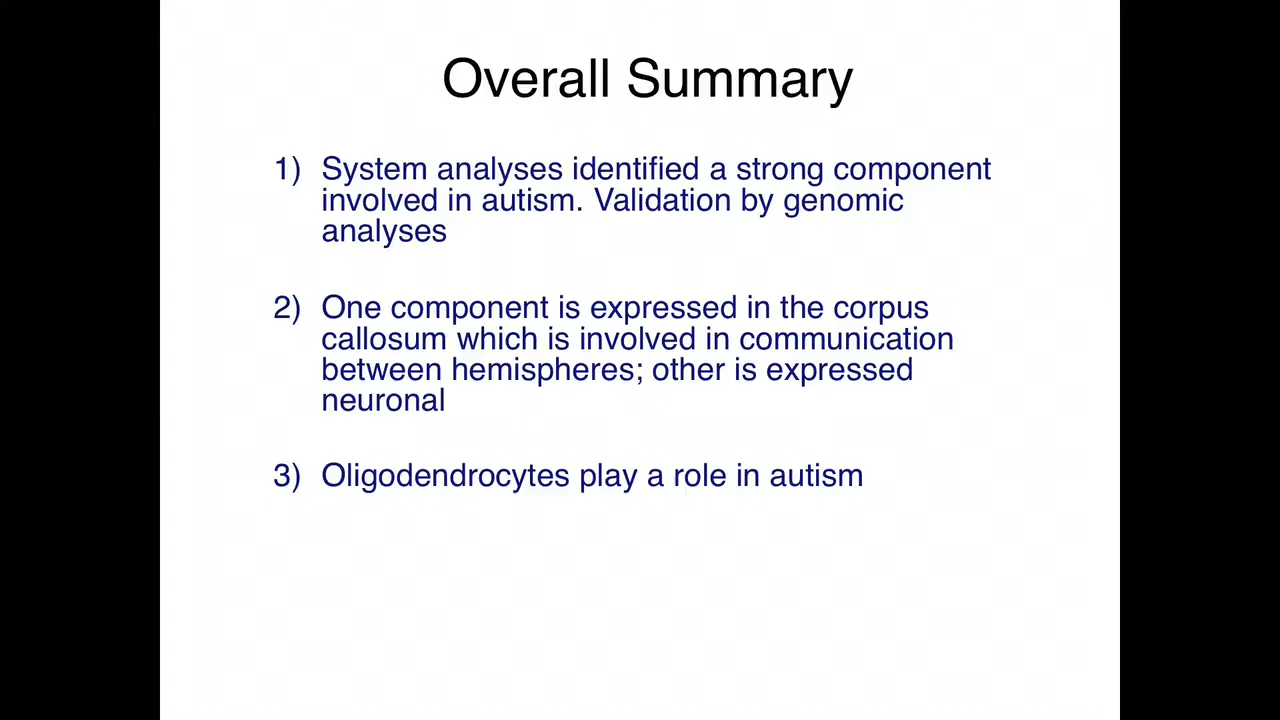 Overall Summary
1) System analyses identified a strong component
involved in autism. Validation by genomic
analyses
2) One component is expressed in the corpus
callosum which is involved in communication
between hemispheres; other is expressed
neuronal
3) Oligodendrocytes play a role in autism